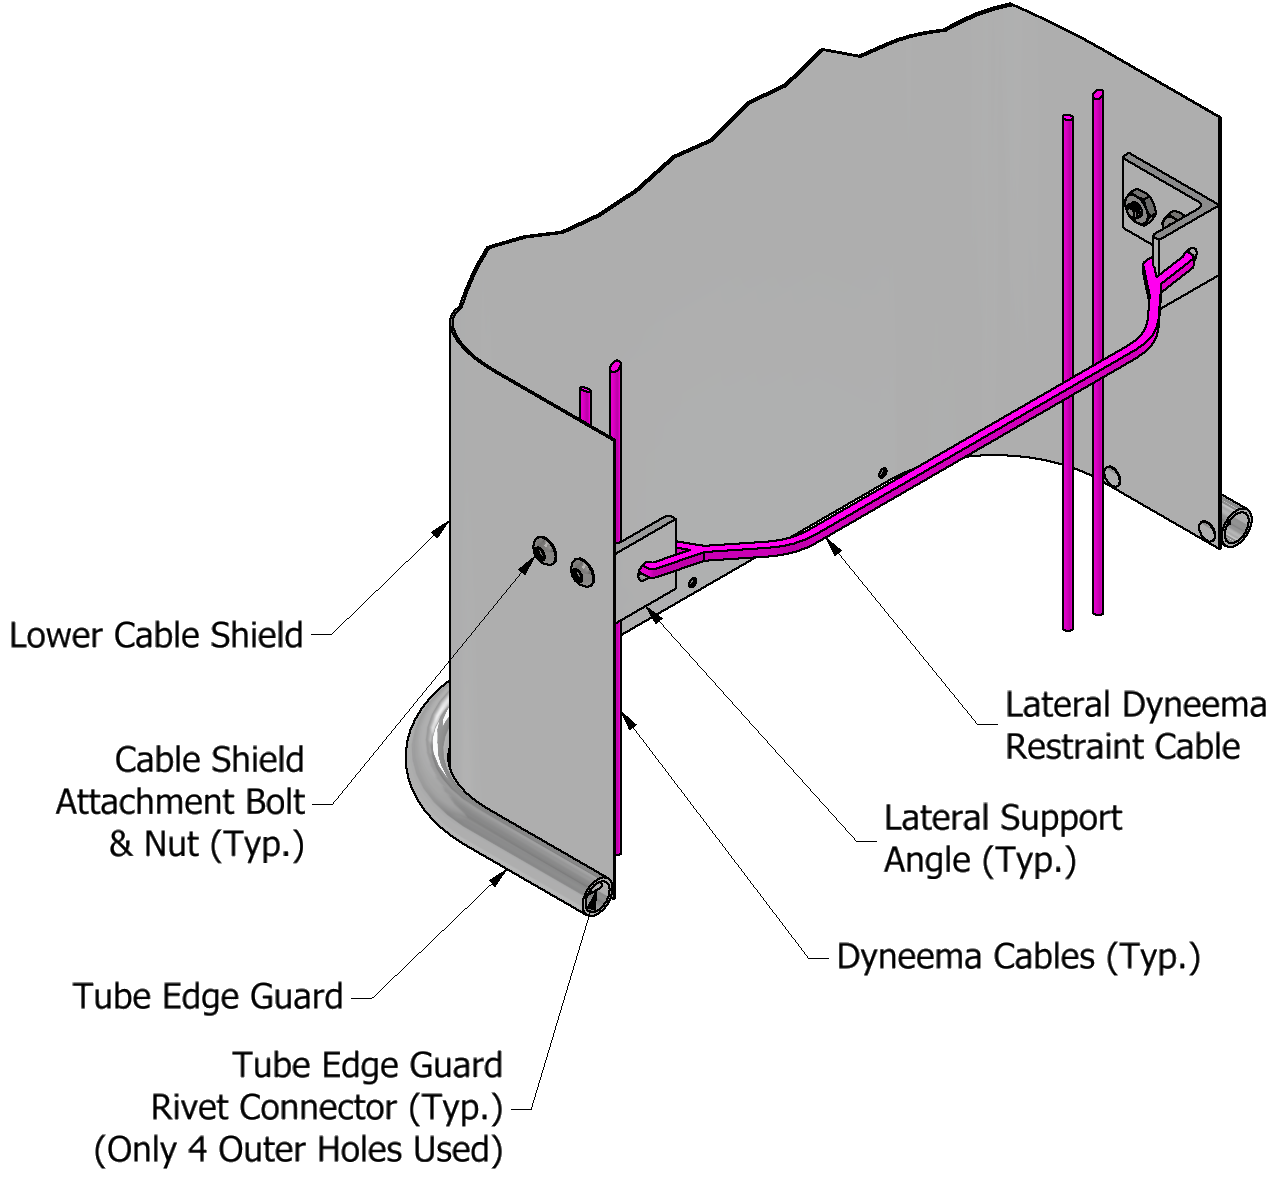 Lower Cable Shield
Cable Shield
Attachment Bolt
& Nut (Typ.)
Tube Edge Guard
Tube Edge Guard
Rivet Connector (Typ.)
(Only 4 Outer Holes Used)
Lateral Dyneema
Restraint Cable
Lateral Support
Angle (Typ.)
Dyneema Cables (Typ.)